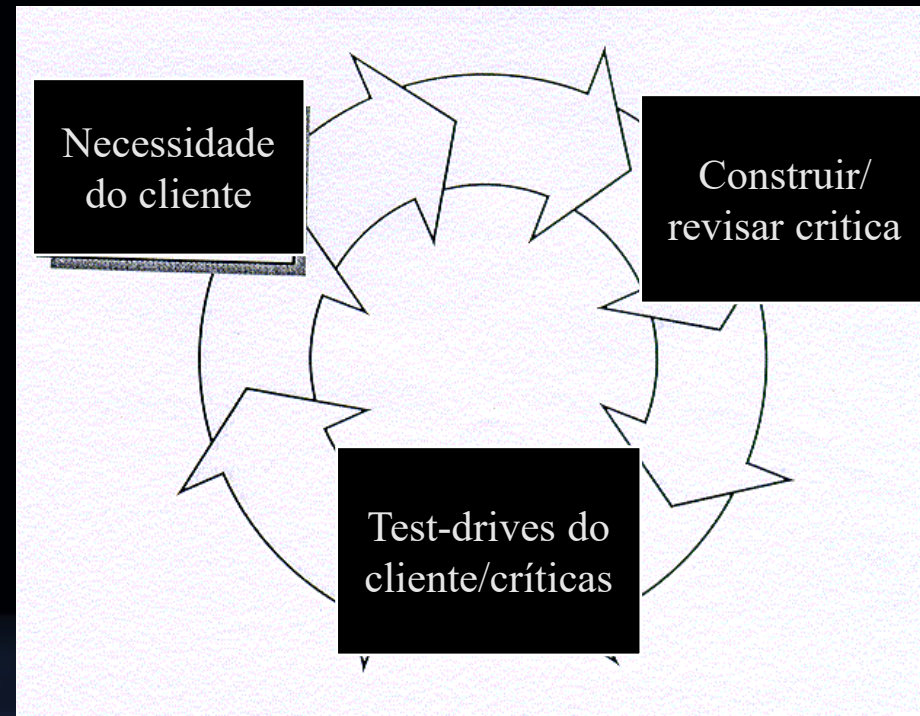 Necessidade
do cliente
Construir/
revisar critica
Test-drives do
cliente/críticas